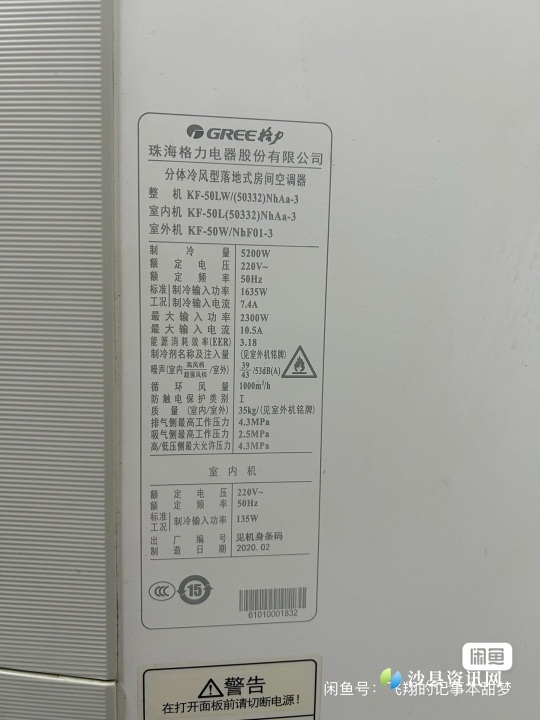 GREE格力
珠海格力电器股份有限公司
分体冷风型落地式房间空调器
整 机 KF-50LW/(50332)NhAa-3
室内机 KF-50L(50332)NhAa-3
室外机 KF-50W/NhF01-3
制 冷 量 5200W
额 定 电 压 220V~
额 定 频 率 50Hz
标准工况 制冷输入功率 1635W
制冷输入电流 7.4A
最大输入功率 2300W
最大输入电流 10.5A
能源消耗效率(EER) 3.18
制冷剂名称及注入量 (见室外机铭牌)
噪声(室内 高风档/超强风档 /室外) 39/43 /53dB(A)
循 环 风 量 1000m³/h
防触电保护类别 I
质 量 (室内/室外) 35kg/(见室外机铭牌)
排气侧最高工作压力 4.3MPa
吸气侧最高工作压力 2.5MPa
高/低压侧最大允许压力 4.3MPa
室 内 机
额 定 电 压 220V~
额 定 频 率 50Hz
标准工况 制冷输入功率 135W
出 厂 编 号 见机身条码
制 造 日 期 2020.02
CCC 15
61010001832
警告
在打开面板前请切断电源!
闲鱼
闲鱼号：飞翔的记事本甜梦
沙县资讯网